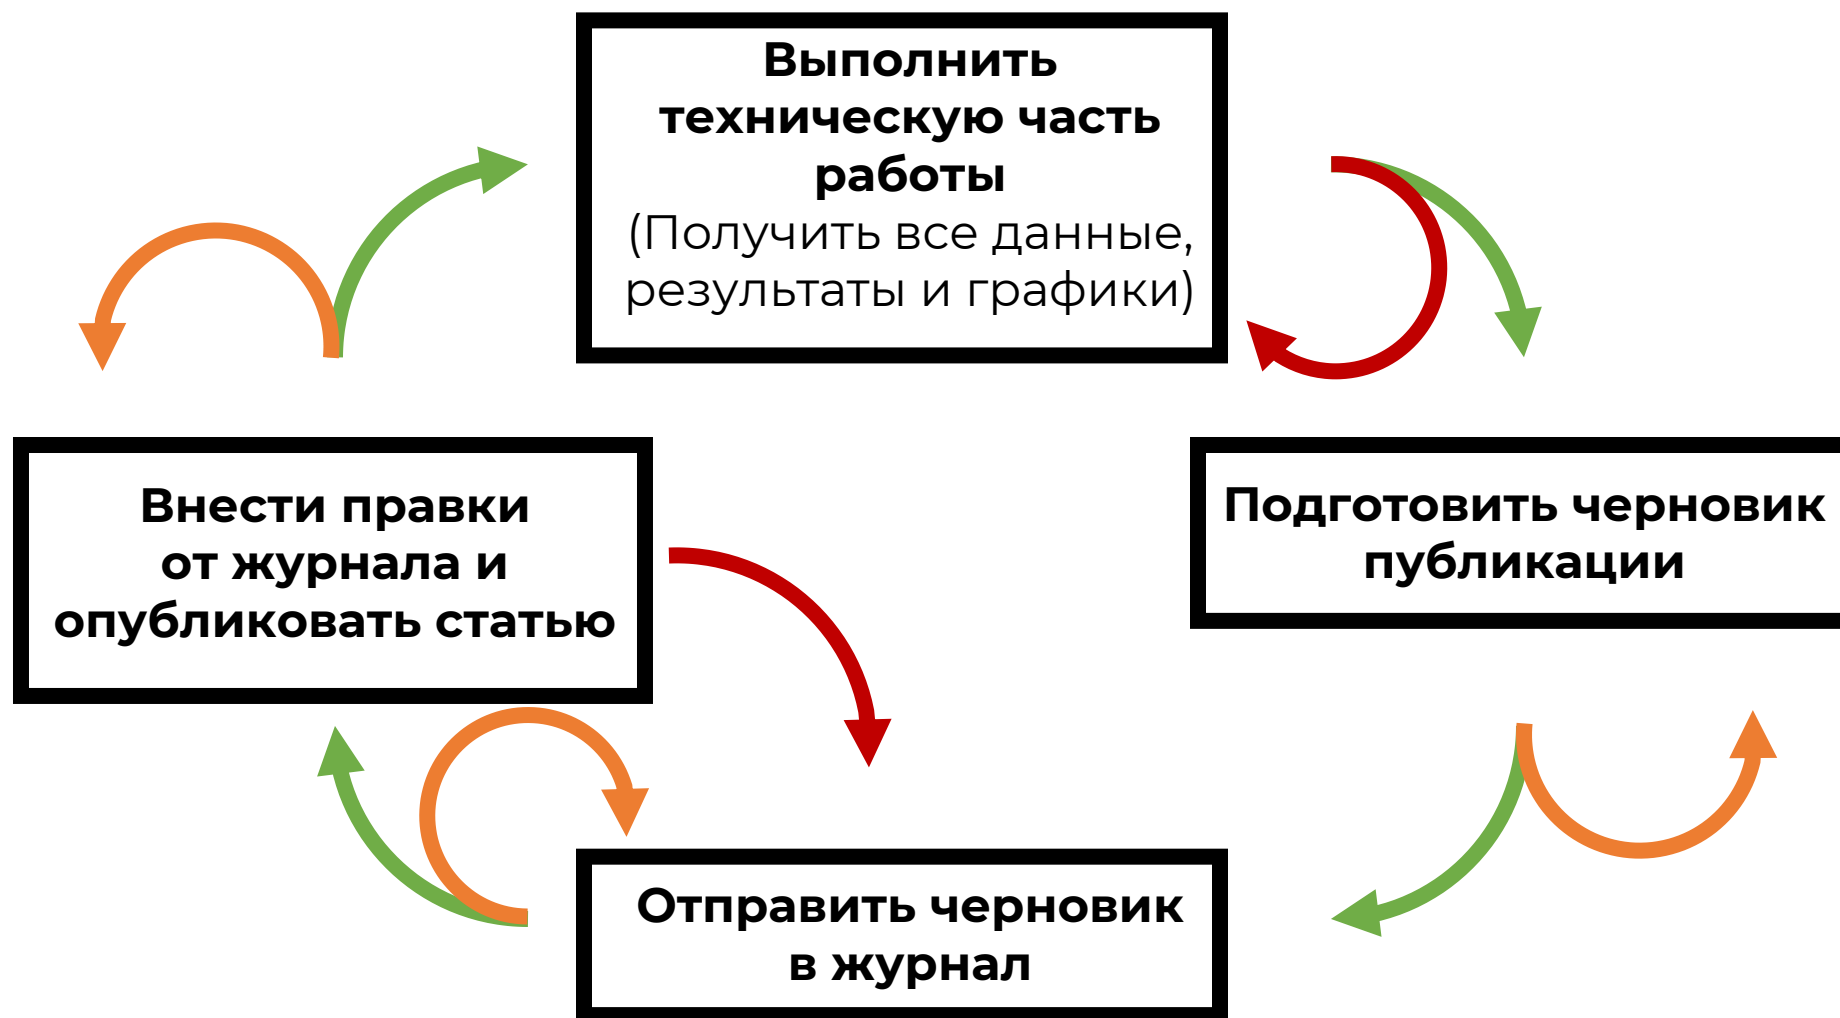 Выполнить
техническую часть
работы
(Получить все данные,
результаты и графики)
Внести правки
от журнала и
опубликовать статью
Подготовить черновик
публикации
Отправить черновик
в журнал